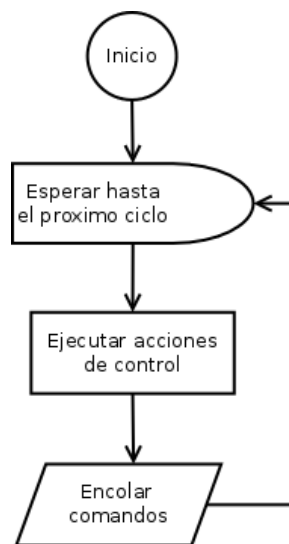 Inicio
Esperar hasta
el proximo ciclo
Ejecutar acciones
de control
Encolar
comandos